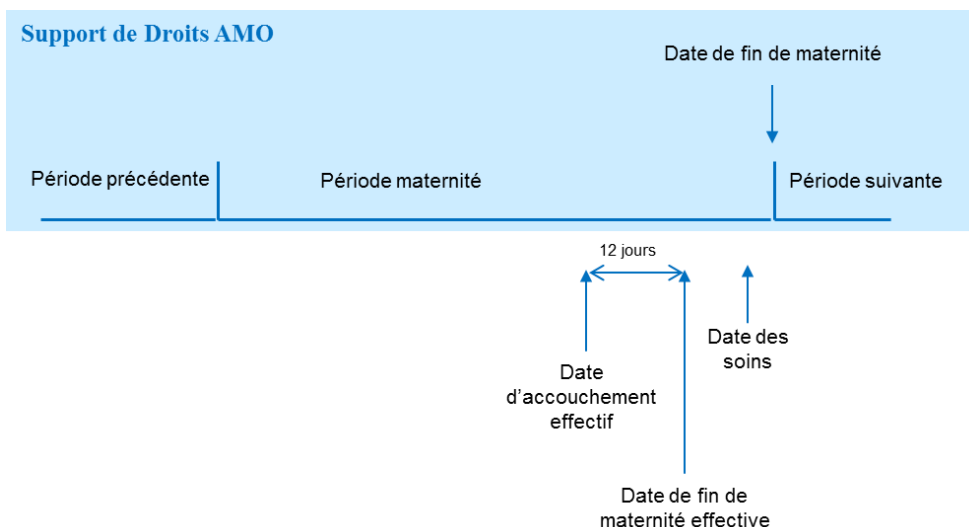 Support de Droits AMO
Date de fin de maternité
Période précédente
Période maternité
Période suivante
12 jours
Date des
soins
Date
d'accouchement
effectif
Date de fin de
maternité effective